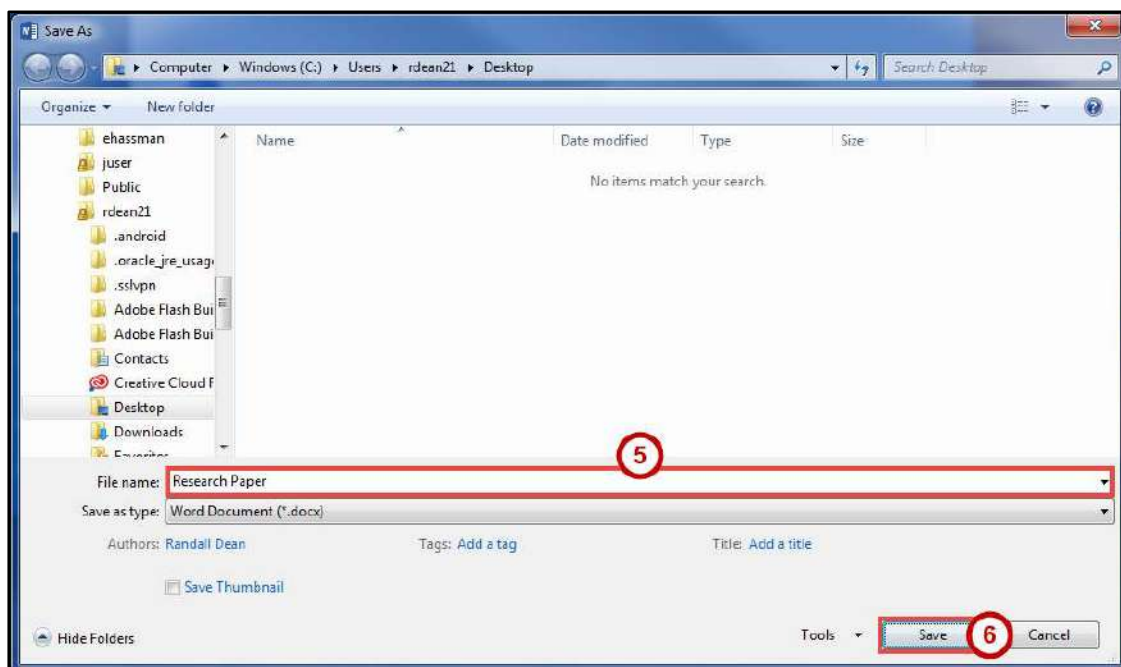 Save As
Computer Windows (C:) Users rdean21 Desktop Search Desktop
Organize New folder
Name Date modified Type Size
No items match your search.
ehassman
juser
Public
rdean21
.android
.oracle_jre_usag
.sslvpn
Adobe Flash Bui
Adobe Flash Bui
Contacts
Creative Cloud F
Desktop
Downloads
Favorites
5
File name: Research Paper
Save as type: Word Document (*.docx)
Authors: Randall Dean Tags: Add a tag Title: Add a title
Save Thumbnail
Hide Folders Tools Save 6 Cancel